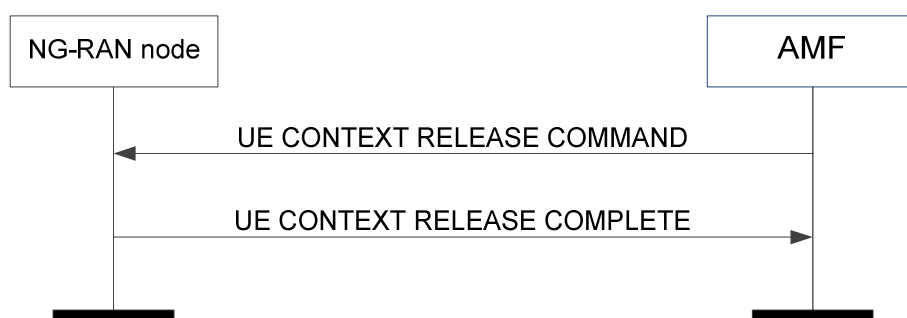 NG-RAN node
AMF
UE CONTEXT RELEASE COMMAND
UE CONTEXT RELEASE COMPLETE